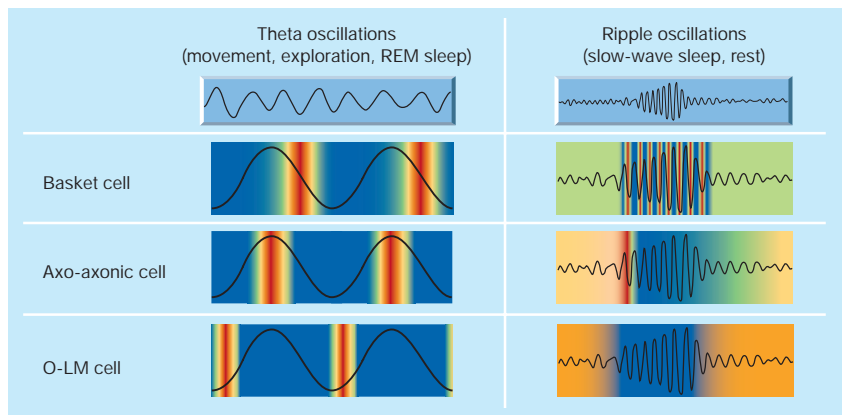 Theta oscillations
(movement, exploration, REM sleep)
Ripple oscillations
(slow-wave sleep, rest)
Basket cell
Axo-axonic cell
O-LM cell